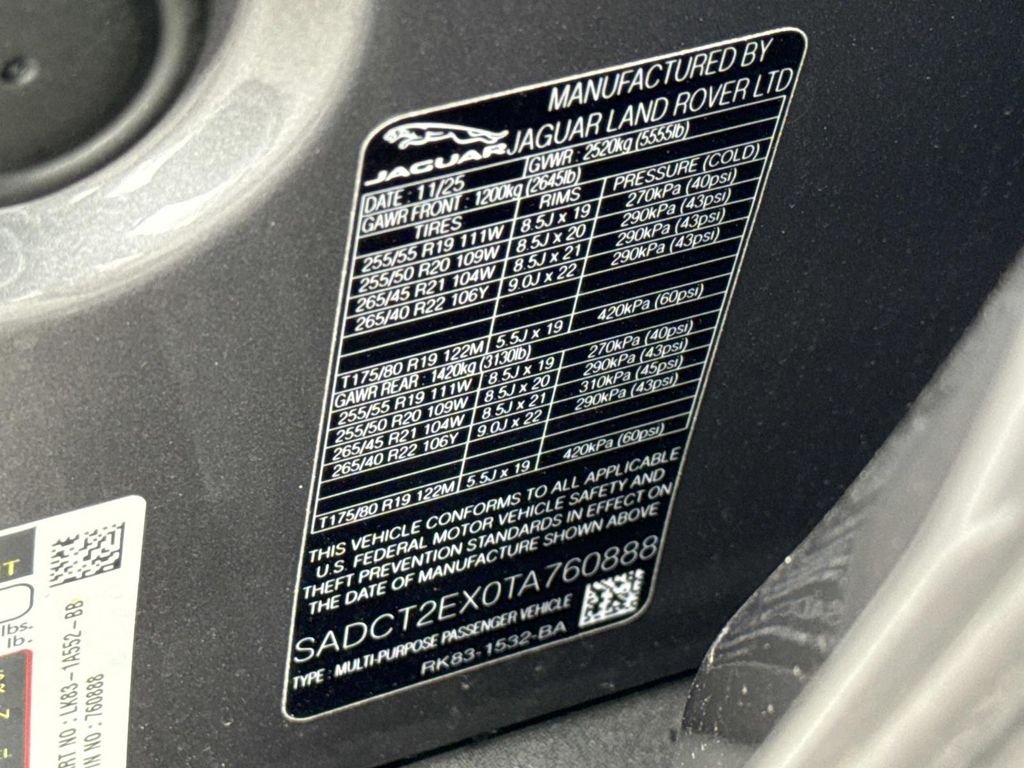 MANUFACTURED BY
JAGUAR JAGUAR LAND ROVER LTD
DATE : 11/25 GVWR : 2520kg (5555lb)
GAWR FRONT : 1200kg (2645lb)
TIRES RIMS PRESSURE (COLD)
255/55 R19 111W 8.5J x 19 270kPa (40psi)
255/50 R20 109W 8.5J x 20 290kPa (43psi)
265/45 R21 104W 8.5J x 21 290kPa (43psi)
265/40 R22 106Y 9.0J x 22 290kPa (43psi)
T175/80 R19 122M 5.5J x 19 420kPa (60psi)
GAWR REAR : 1420kg (3130lb)
255/55 R19 111W 8.5J x 19 270kPa (40psi)
255/50 R20 109W 8.5J x 20 290kPa (43psi)
265/45 R21 104W 8.5J x 21 310kPa (45psi)
265/40 R22 106Y 9.0J x 22 290kPa (43psi)
T175/80 R19 122M 5.5J x 19 420kPa (60psi)
THIS VEHICLE CONFORMS TO ALL APPLICABLE
U.S. FEDERAL MOTOR VEHICLE SAFETY AND
THEFT PREVENTION STANDARDS IN EFFECT ON
THE DATE OF MANUFACTURE SHOWN ABOVE
SADCT2EX0TA760888
TYPE : MULTI-PURPOSE PASSENGER VEHICLE
RK83-1532-BA
lbs.
lb.
RT NO : LK83-1A552-BB
IN NO : 760888